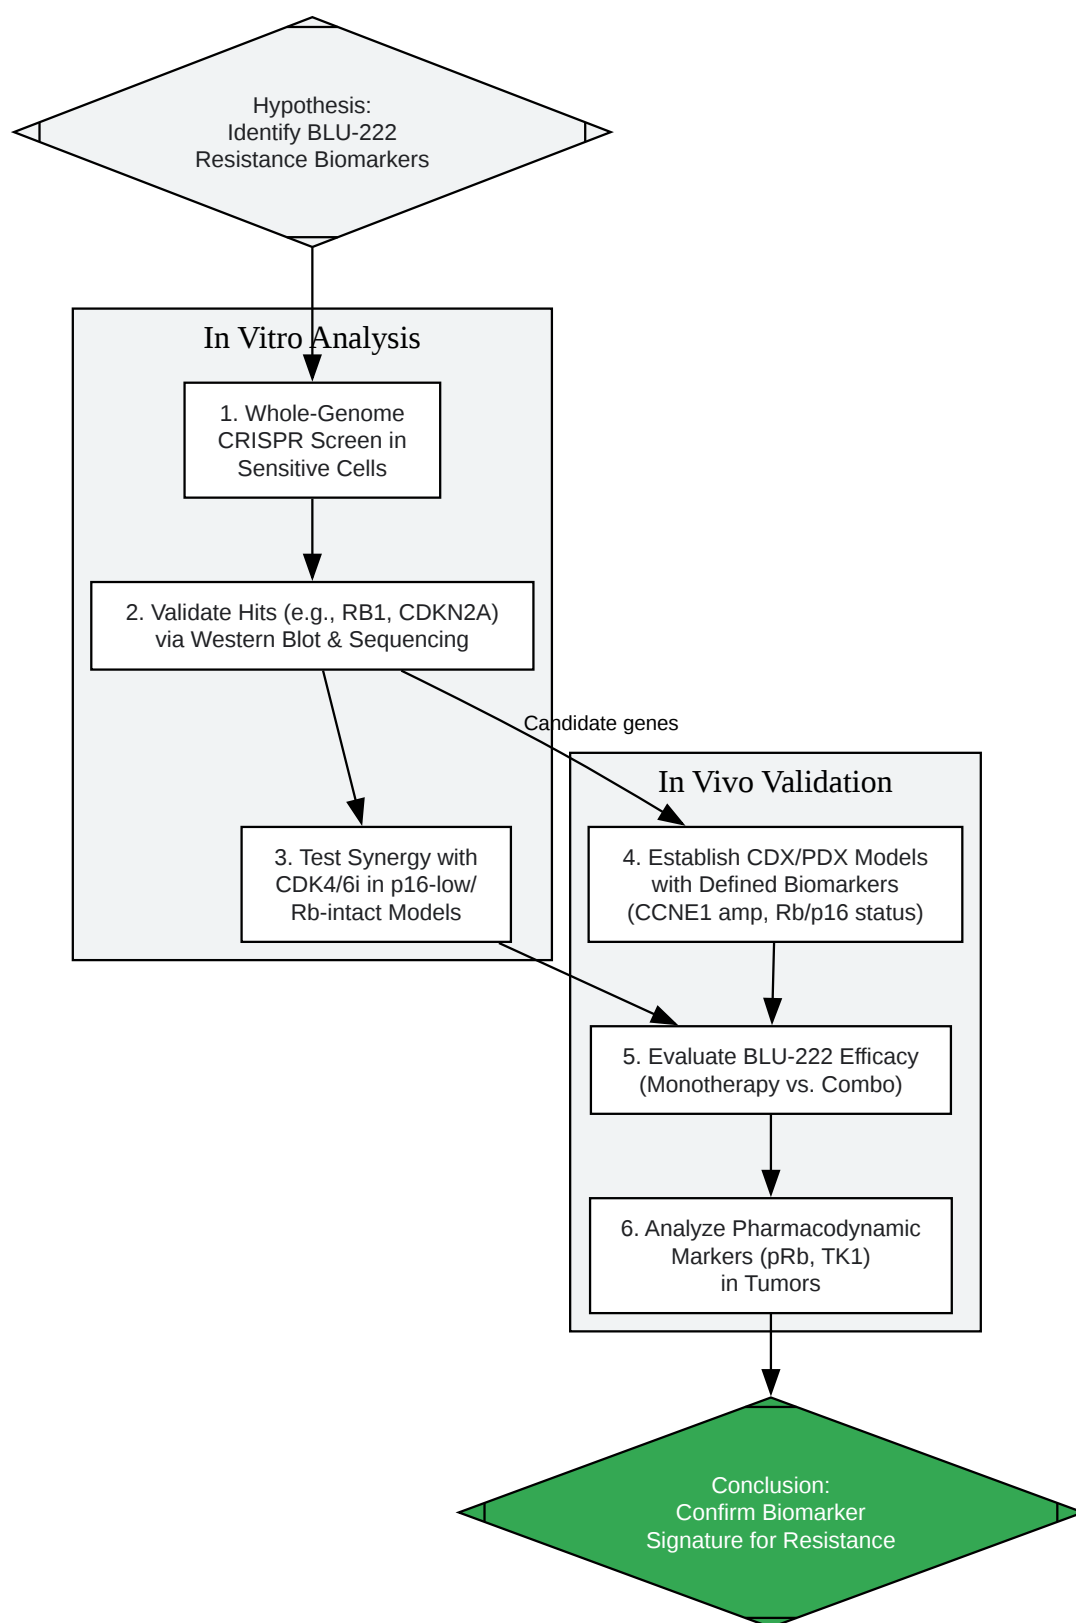 Hypothesis:
Identify BLU-222
Resistance Biomarkers
In Vitro Analysis
1. Whole-Genome
CRISPR Screen in
Sensitive Cells
2. Validate Hits (e.g., RB1, CDKN2A)
via Western Blot & Sequencing
Candidate genes
3. Test Synergy with
CDK4/6i in p16-low/
Rb-intact Models
In Vivo Validation
4. Establish CDX/PDX Models
with Defined Biomarkers
(CCNE1 amp, Rb/p16 status)
5. Evaluate BLU-222 Efficacy
(Monotherapy vs. Combo)
6. Analyze Pharmacodynamic
Markers (pRb, TK1)
in Tumors
Conclusion:
Confirm Biomarker
Signature for Resistance